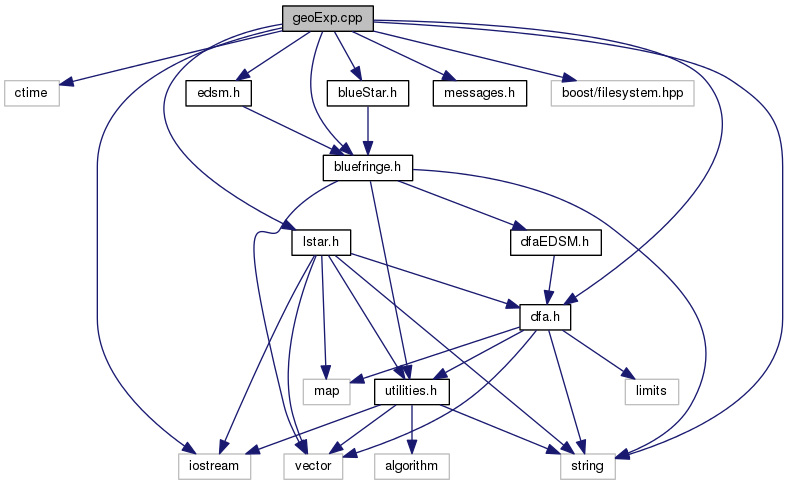 geoExp.cpp
ctime
edsm.h
blueStar.h
messages.h
boost/filesystem.hpp
bluefringe.h
lstar.h
dfaEDSM.h
dfa.h
map
utilities.h
limits
iostream
vector
algorithm
string